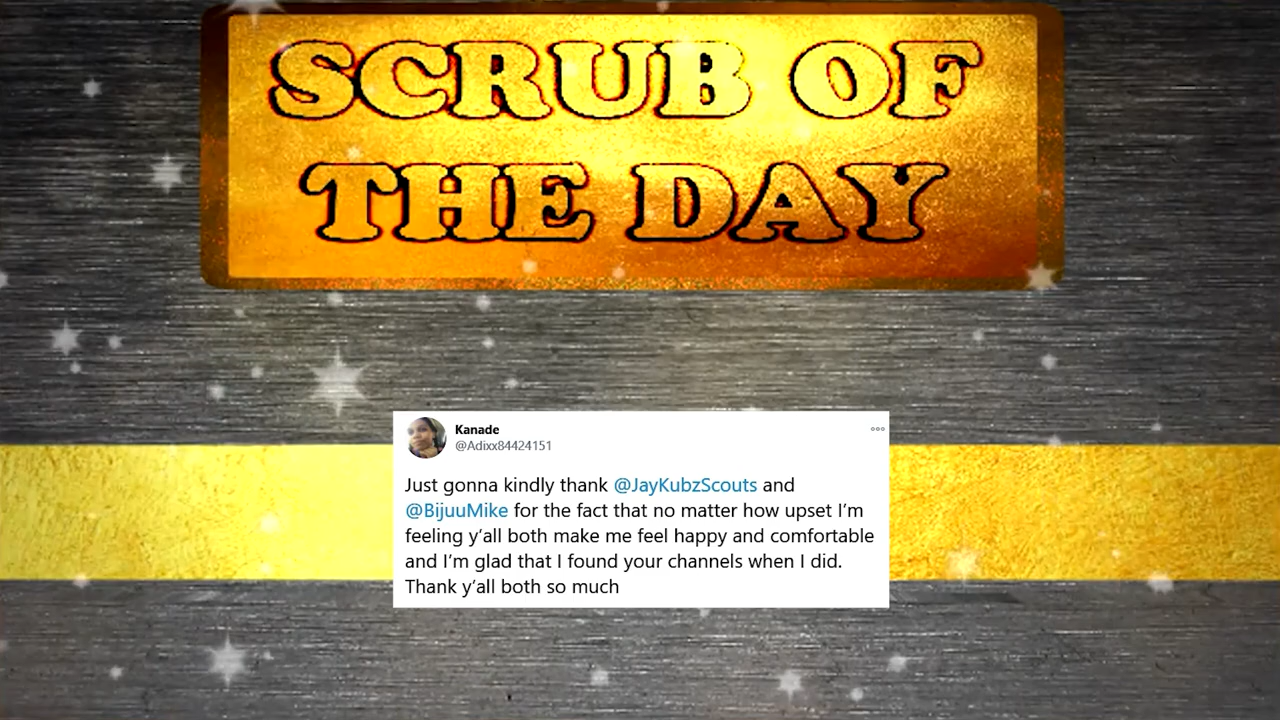 SCRUB OF
THE DAY
Kanade
@Adixx84424151
Just gonna kindly thank @JayKubzScouts and
@BijuuMike for the fact that no matter how upset I’m
feeling y’all both make me feel happy and comfortable
and I’m glad that I found your channels when I did.
Thank y’all both so much